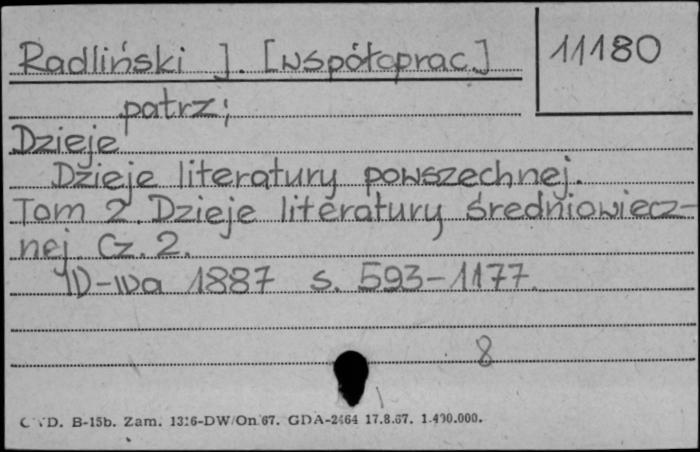 Radliński J. [współoprac.]
11180
patrz:
Dzieje
Dzieje literatury powszechnej.
Tom 2. Dzieje literatury średniowiecz-
nej. Cz. 2.
W-wa 1887 s. 593-1177.
8
B-15b. Zam. 1316-DW/On/67. GDA-2464 17.8.67. 1.400.000.